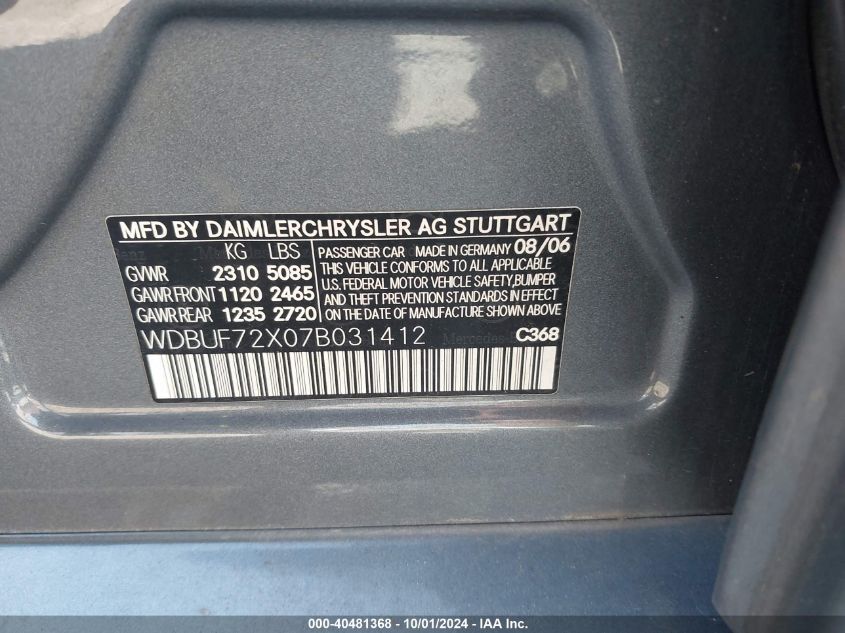 MFD BY DAIMLERCHRYSLER AG STUTTGART
KG LBS
GVWR 2310 5085
GAWR FRONT 1120 2465
GAWR REAR 1235 2720
PASSENGER CAR MADE IN GERMANY 08/06
THIS VEHICLE CONFORMS TO ALL APPLICABLE
U.S. FEDERAL MOTOR VEHICLE SAFETY,BUMPER
AND THEFT PREVENTION STANDARDS IN EFFECT
ON THE DATE OF MANUFACTURE SHOWN ABOVE
WDBUF72X07B031412 C368
000-40481368 - 10/01/2024 - IAA Inc.